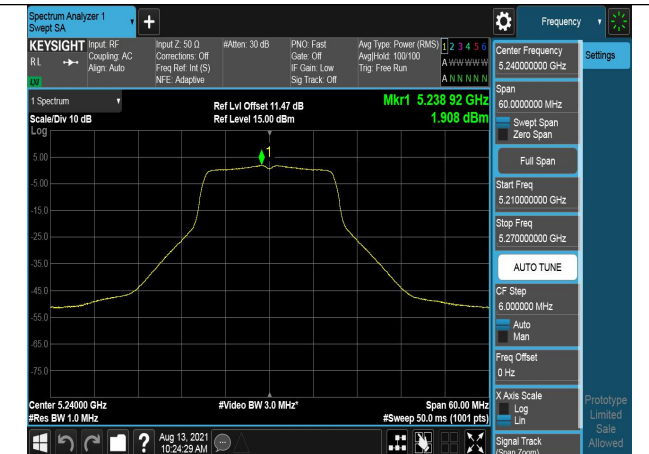 Spectrum Analyzer 1
Swept SA
+
Frequency
KEYSIGHT
RL
LXI
Input: RF
Coupling: AC
Align: Auto
Input Z: 50 Ω
Corrections: Off
Freq Ref: Int (S)
NFE: Adaptive
#Atten: 30 dB
PNO: Fast
Gate: Off
IF Gain: Low
Sig Track: Off
Avg Type: Power (RMS)
Avg|Hold: 100/100
Trig: Free Run
1 2 3 4 5 6
A W W W W W
A N N N N N
1 Spectrum
Scale/Div 10 dB
Ref Lvl Offset 11.47 dB
Ref Level 15.00 dBm
Mkr1 5.238 92 GHz
1.908 dBm
Log
1
5.00
-5.00
-15.0
-25.0
-35.0
-45.0
-55.0
-65.0
-75.0
Center 5.24000 GHz
#Res BW 1.0 MHz
#Video BW 3.0 MHz*
Span 60.00 MHz
#Sweep 50.0 ms (1001 pts)
Aug 13, 2021
10:24:29 AM
?
Center Frequency
5.240000000 GHz
Span
60.0000000 MHz
Swept Span
Zero Span
Full Span
Start Freq
5.210000000 GHz
Stop Freq
5.270000000 GHz
AUTO TUNE
CF Step
6.000000 MHz
Auto
Man
Freq Offset
0 Hz
X Axis Scale
Log
Lin
Signal Track
(Span Zoom)
Settings
Prototype
Limited
Sale
Allowed